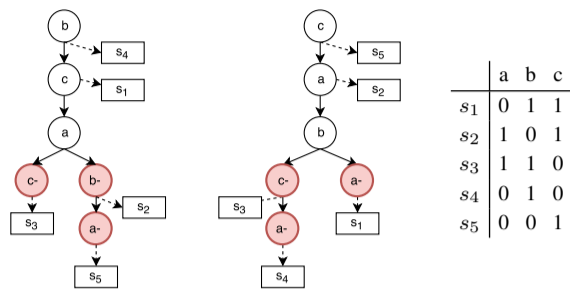 b
s4
c
s1
a
c-
b-
s3
s2
a-
s5
c
s5
a
s2
b
c-
a-
s3
s1
a-
s4
a b c
s1 0 1 1
s2 1 0 1
s3 1 1 0
s4 0 1 0
s5 0 0 1